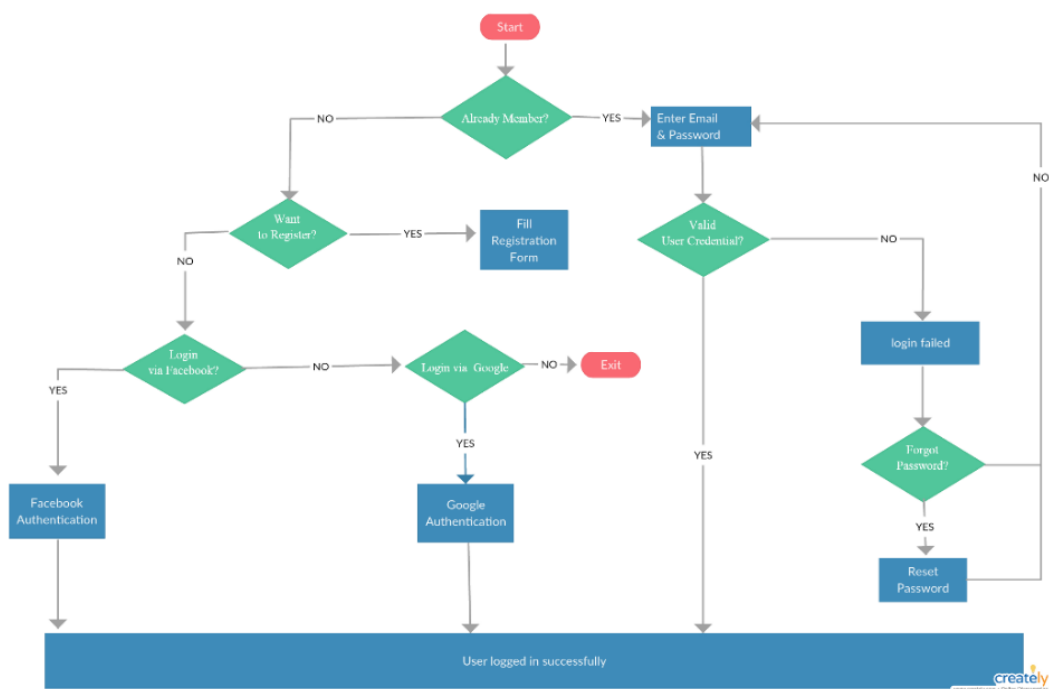 Start
Already Member?
NO
YES
Enter Email
& Password
NO
Want
to Register?
YES
Fill
Registration
Form
Valid
User Credential?
NO
NO
login failed
Login
via Facebook?
NO
Login via Google
NO
Exit
YES
YES
YES
Forgot
Password?
Facebook
Authentication
Google
Authentication
YES
Reset
Password
User logged in successfully
creately